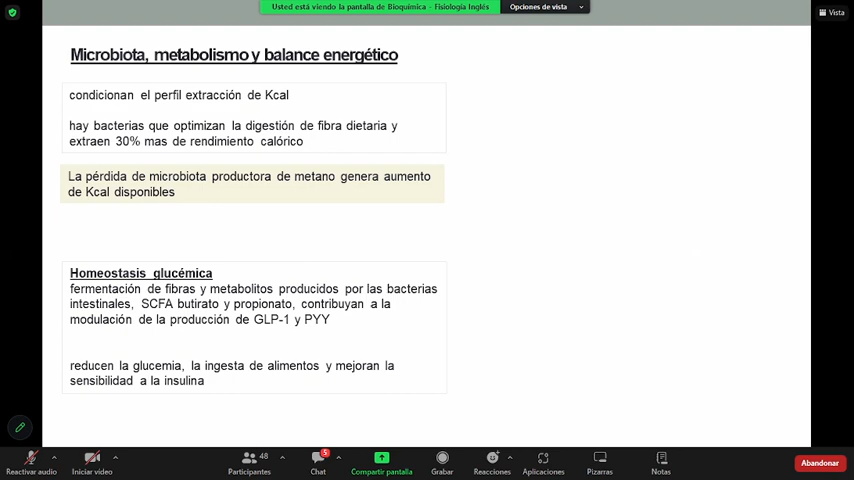 Usted está viendo la pantalla de Bioquímica - Fisiología Inglés
Opciones de vista
Vista
Microbiota, metabolismo y balance energético
condicionan el perfil extracción de Kcal
hay bacterias que optimizan la digestión de fibra dietaria y
extraen 30% mas de rendimiento calórico
La pérdida de microbiota productora de metano genera aumento
de Kcal disponibles
Homeostasis glucémica
fermentación de fibras y metabolitos producidos por las bacterias
intestinales, SCFA butirato y propionato, contribuyan a la
modulación de la producción de GLP-1 y PYY
reducen la glucemia, la ingesta de alimentos y mejoran la
sensibilidad a la insulina
Reactivar audio
Iniciar video
48
Participantes
5
Chat
Compartir pantalla
Grabar
Reacciones
Aplicaciones
Pizarras
Notas
Abandonar